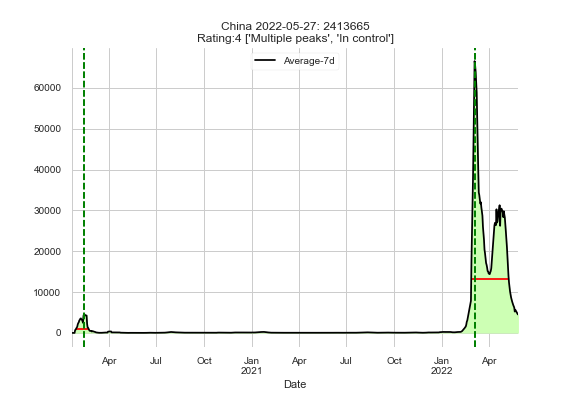 China 2022-05-27: 2413665
Rating:4 ['Multiple peaks', 'In control']
Average-7d
60000
50000
40000
30000
20000
10000
0
Apr Jul Oct Jan Apr Jul Oct Jan Apr
2021 2022
Date